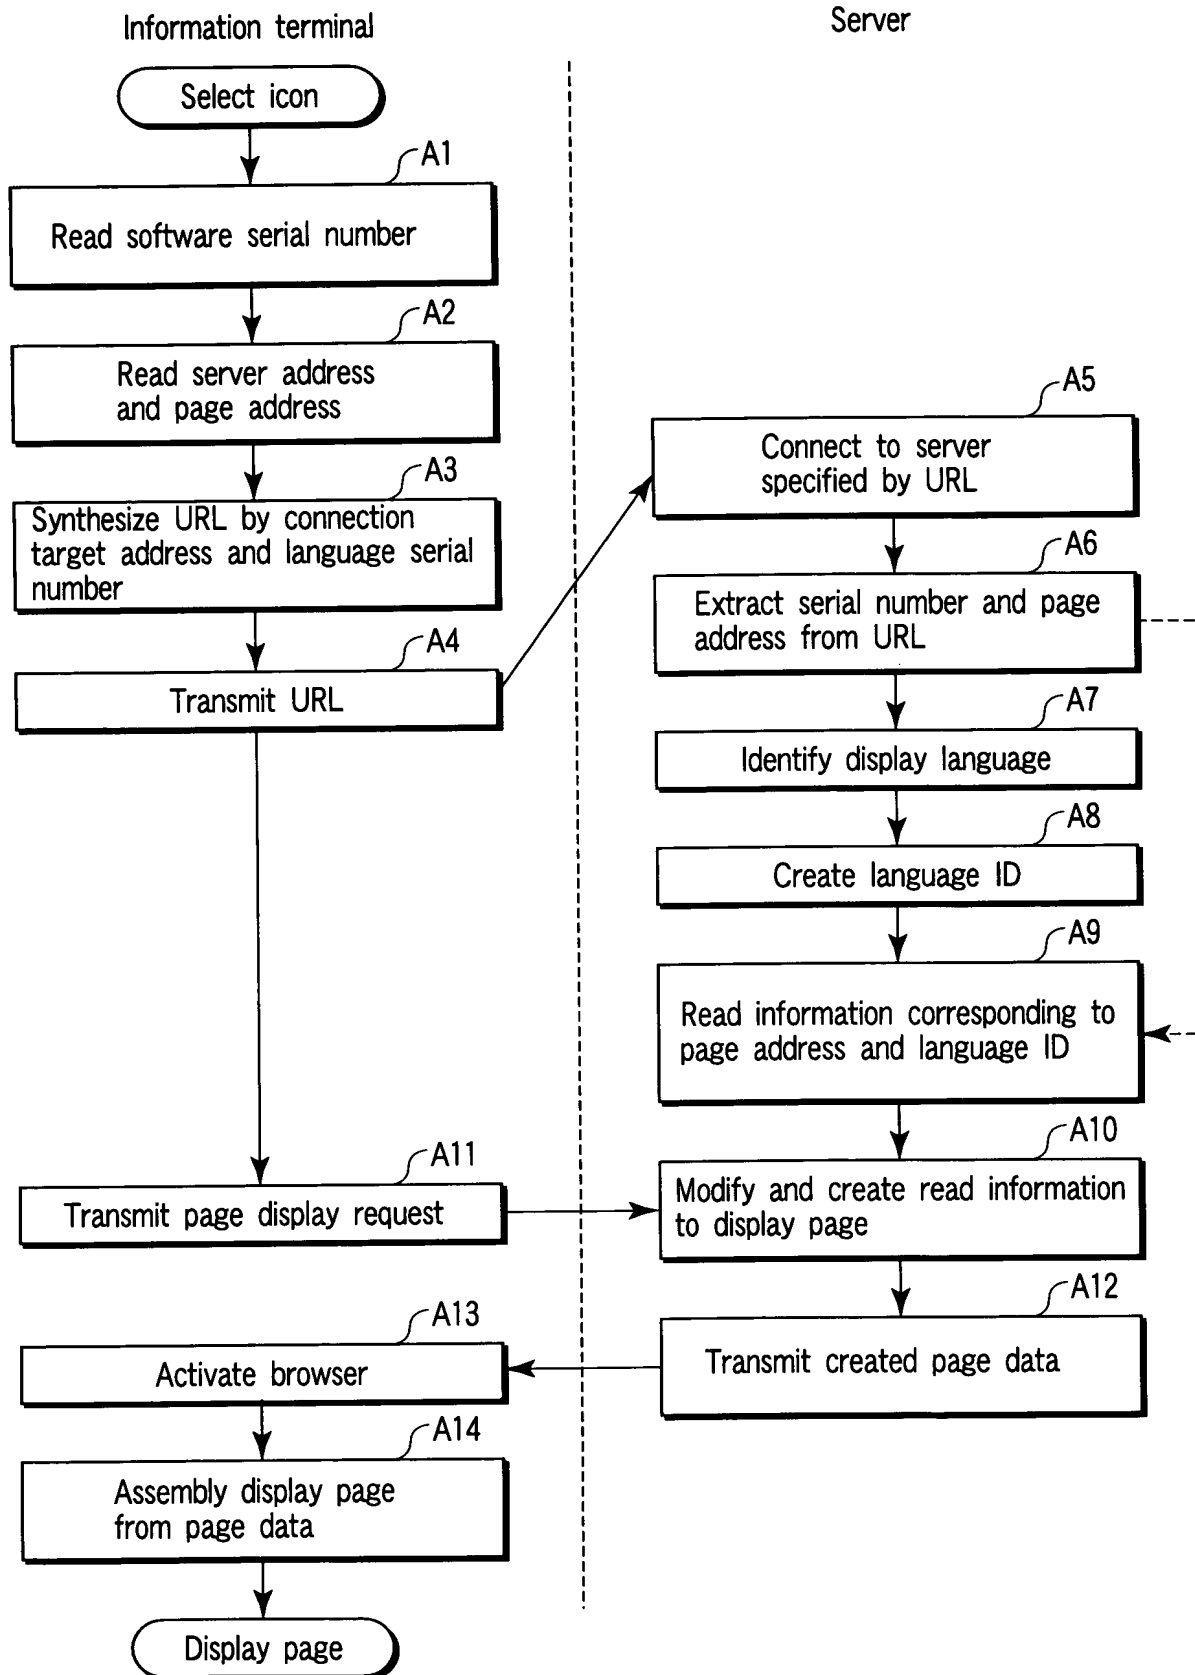 Information terminal
Server
Select icon
A1
Read software serial number
A2
Read server address
and page address
A3
Synthesize URL by connection
target address and language serial
number
A4
Transmit URL
A5
Connect to server
specified by URL
A6
Extract serial number and page
address from URL
A7
Identify display language
A8
Create language ID
A9
Read information corresponding to
page address and language ID
A11
Transmit page display request
A10
Modify and create read information
to display page
A12
Transmit created page data
A13
Activate browser
A14
Assembly display page
from page data
Display page